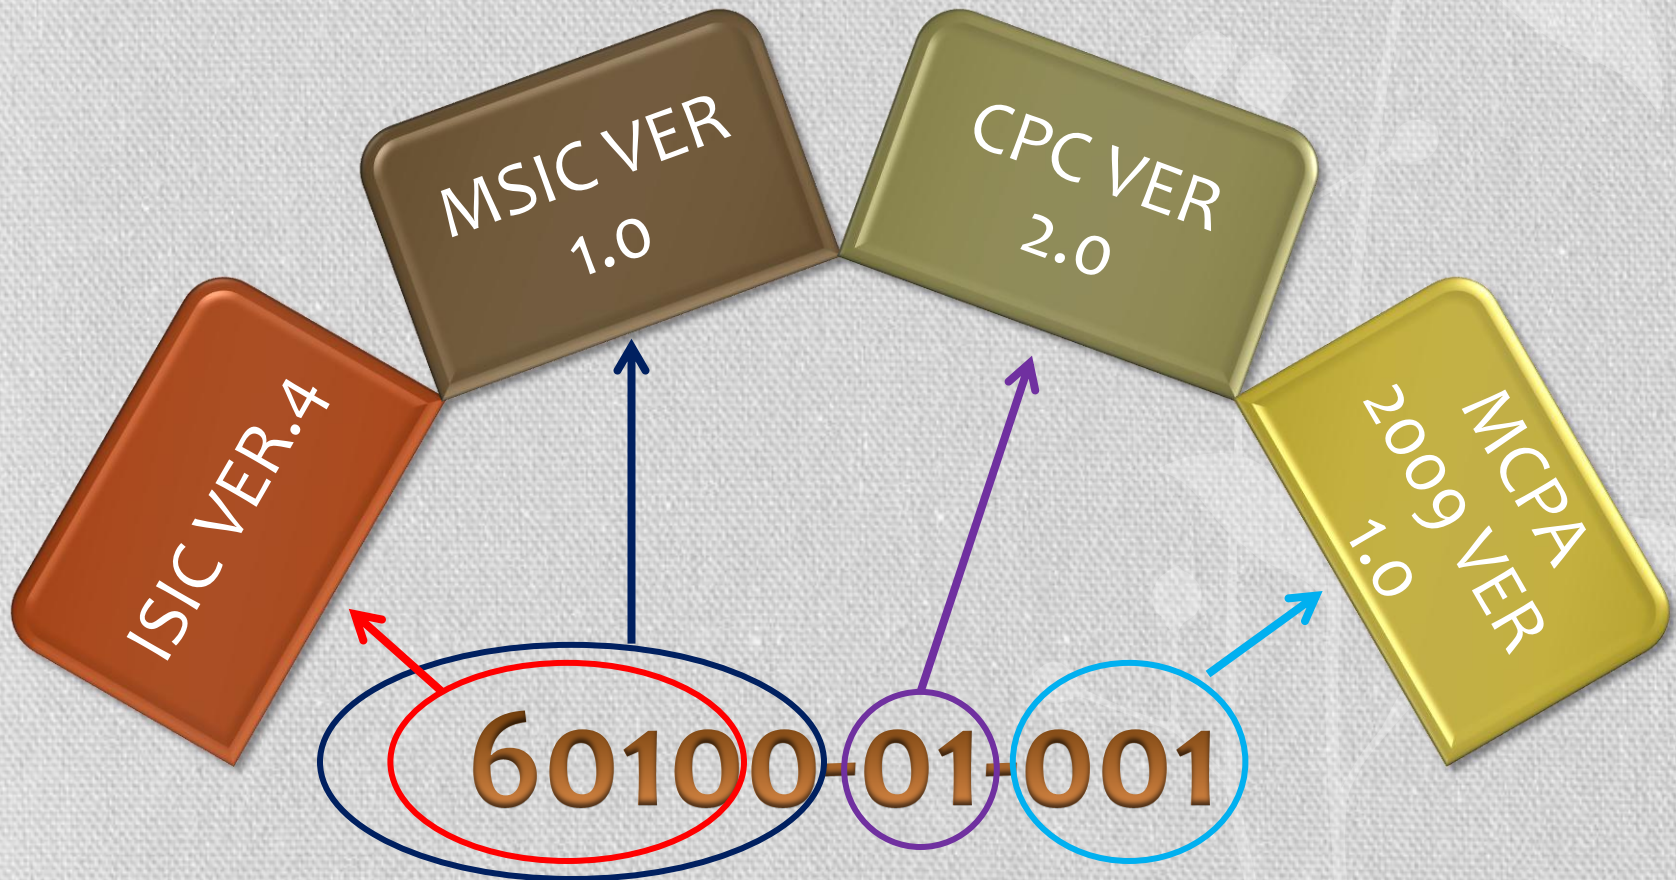 ISIC VER.4
MSIC VER
1.0
CPC VER
2.0
MCPA
2009 VER
1.0
60100-01-001